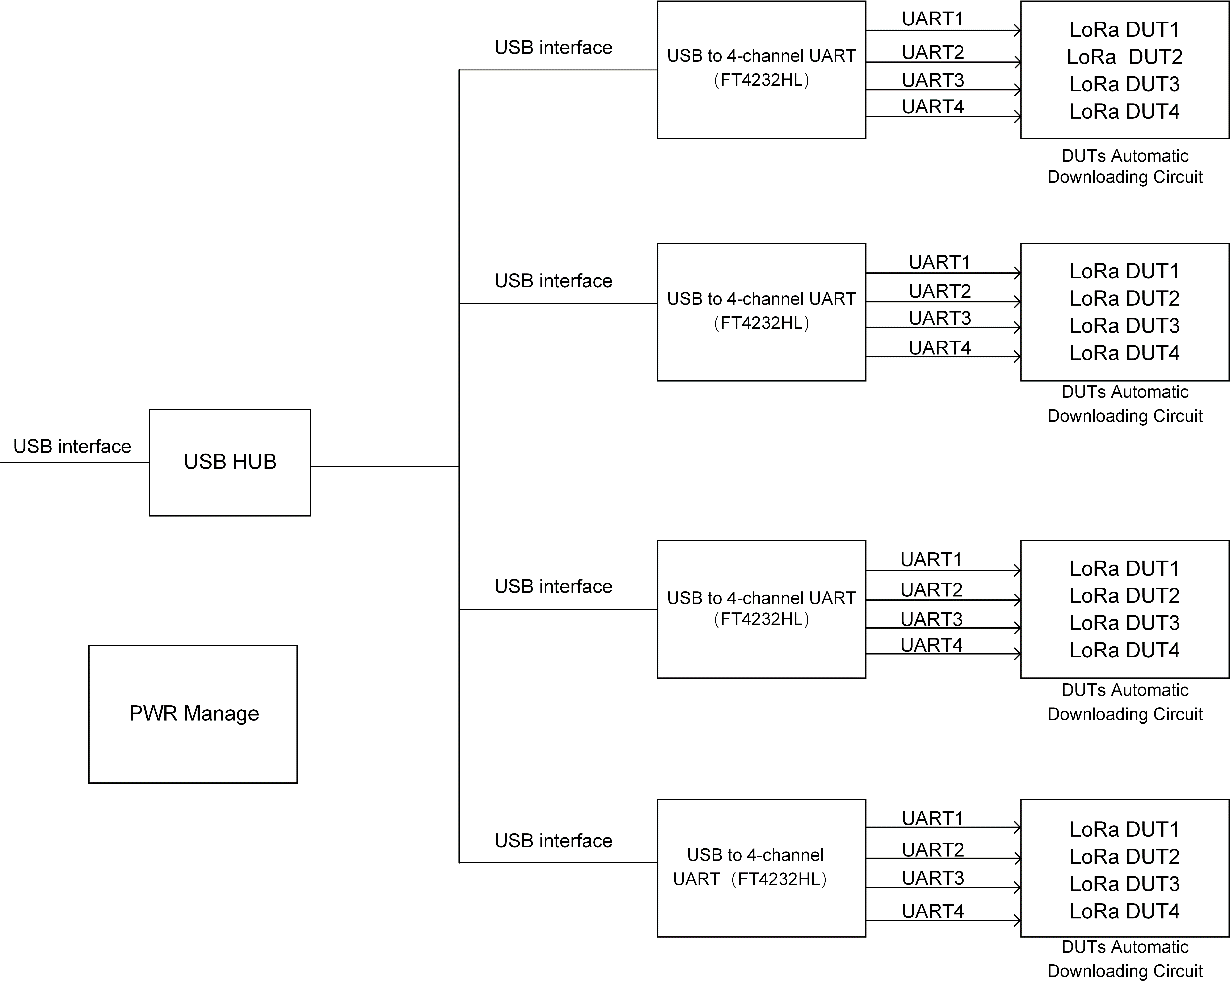 USB interface
USB HUB
PWR Manage
USB interface
USB to 4-channel UART
（FT4232HL）
UART1
UART2
UART3
UART4
LoRa DUT1
LoRa  DUT2
LoRa DUT3
LoRa DUT4
DUTs Automatic
Downloading Circuit
USB interface
USB to 4-channel UART
（FT4232HL）
UART1
UART2
UART3
UART4
LoRa DUT1
LoRa DUT2
LoRa DUT3
LoRa DUT4
DUTs Automatic
Downloading Circuit
USB interface
USB to 4-channel UART
（FT4232HL）
UART1
UART2
UART3
UART4
LoRa DUT1
LoRa DUT2
LoRa DUT3
LoRa DUT4
DUTs Automatic
Downloading Circuit
USB interface
USB to 4-channel
UART（FT4232HL）
UART1
UART2
UART3
UART4
LoRa DUT1
LoRa DUT2
LoRa DUT3
LoRa DUT4
DUTs Automatic
Downloading Circuit